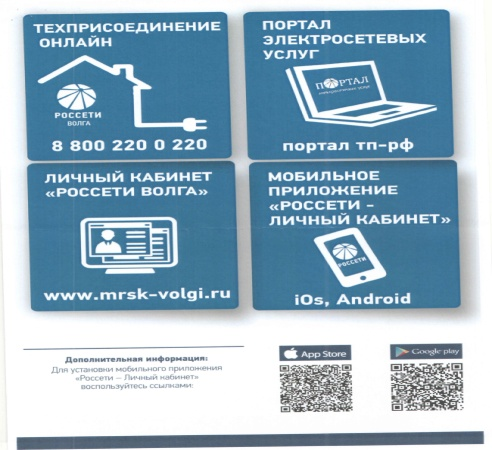 ТЕХПРИСОЕДИНЕНИЕ
ОНЛАЙН
РОССЕТИ
ВОЛГА
8 800 220 0 220
ПОРТАЛ
ЭЛЕКТРОСЕТЕВЫХ
УСЛУГ
ПОРТАЛ
электросетевых услуг
портал тп-рф
ЛИЧНЫЙ КАБИНЕТ
«РОССЕТИ ВОЛГА»
www.mrsk-volgi.ru
МОБИЛЬНОЕ
ПРИЛОЖЕНИЕ
«РОССЕТИ –
ЛИЧНЫЙ КАБИНЕТ»
РОССЕТИ
iOs, Android
Дополнительная информация:
Для установки мобильного приложения
«Россети – Личный кабинет»
воспользуйтесь ссылками:
App Store
Google play